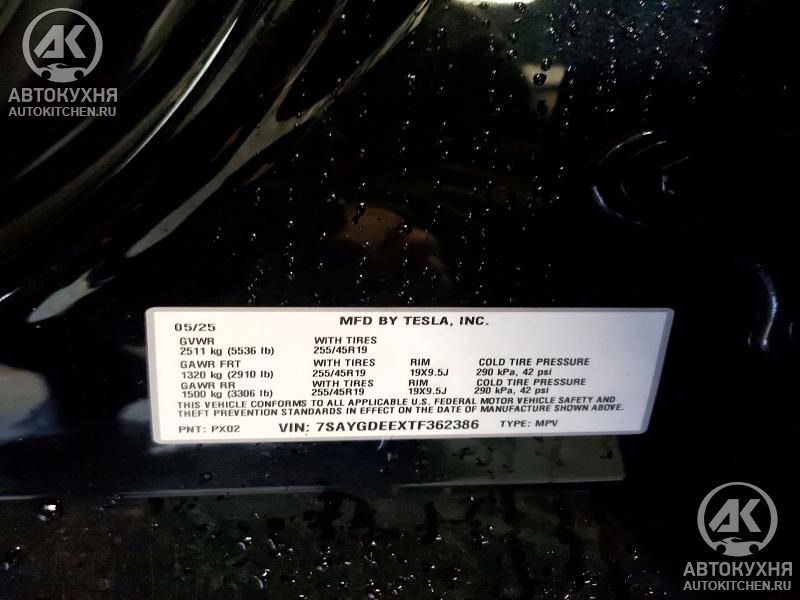 AK
АВТОКУХНЯ
AUTOKITCHEN.RU
05/25 MFD BY TESLA, INC.
GVWR WITH TIRES
2511 kg (5536 lb) 255/45R19
GAWR FRT WITH TIRES RIM COLD TIRE PRESSURE
1320 kg (2910 lb) 255/45R19 19X9.5J 290 kPa, 42 psi
GAWR RR WITH TIRES RIM COLD TIRE PRESSURE
1500 kg (3306 lb) 255/45R19 19X9.5J 290 kPa, 42 psi
THIS VEHICLE CONFORMS TO ALL APPLICABLE U.S. FEDERAL MOTOR VEHICLE SAFETY AND
THEFT PREVENTION STANDARDS IN EFFECT ON THE DATE OF MANUFACTURE SHOWN ABOVE.
PNT: PX02 VIN: 7SAYGDEEXTF362386 TYPE: MPV
AK
АВТОКУХНЯ
AUTOKITCHEN.RU